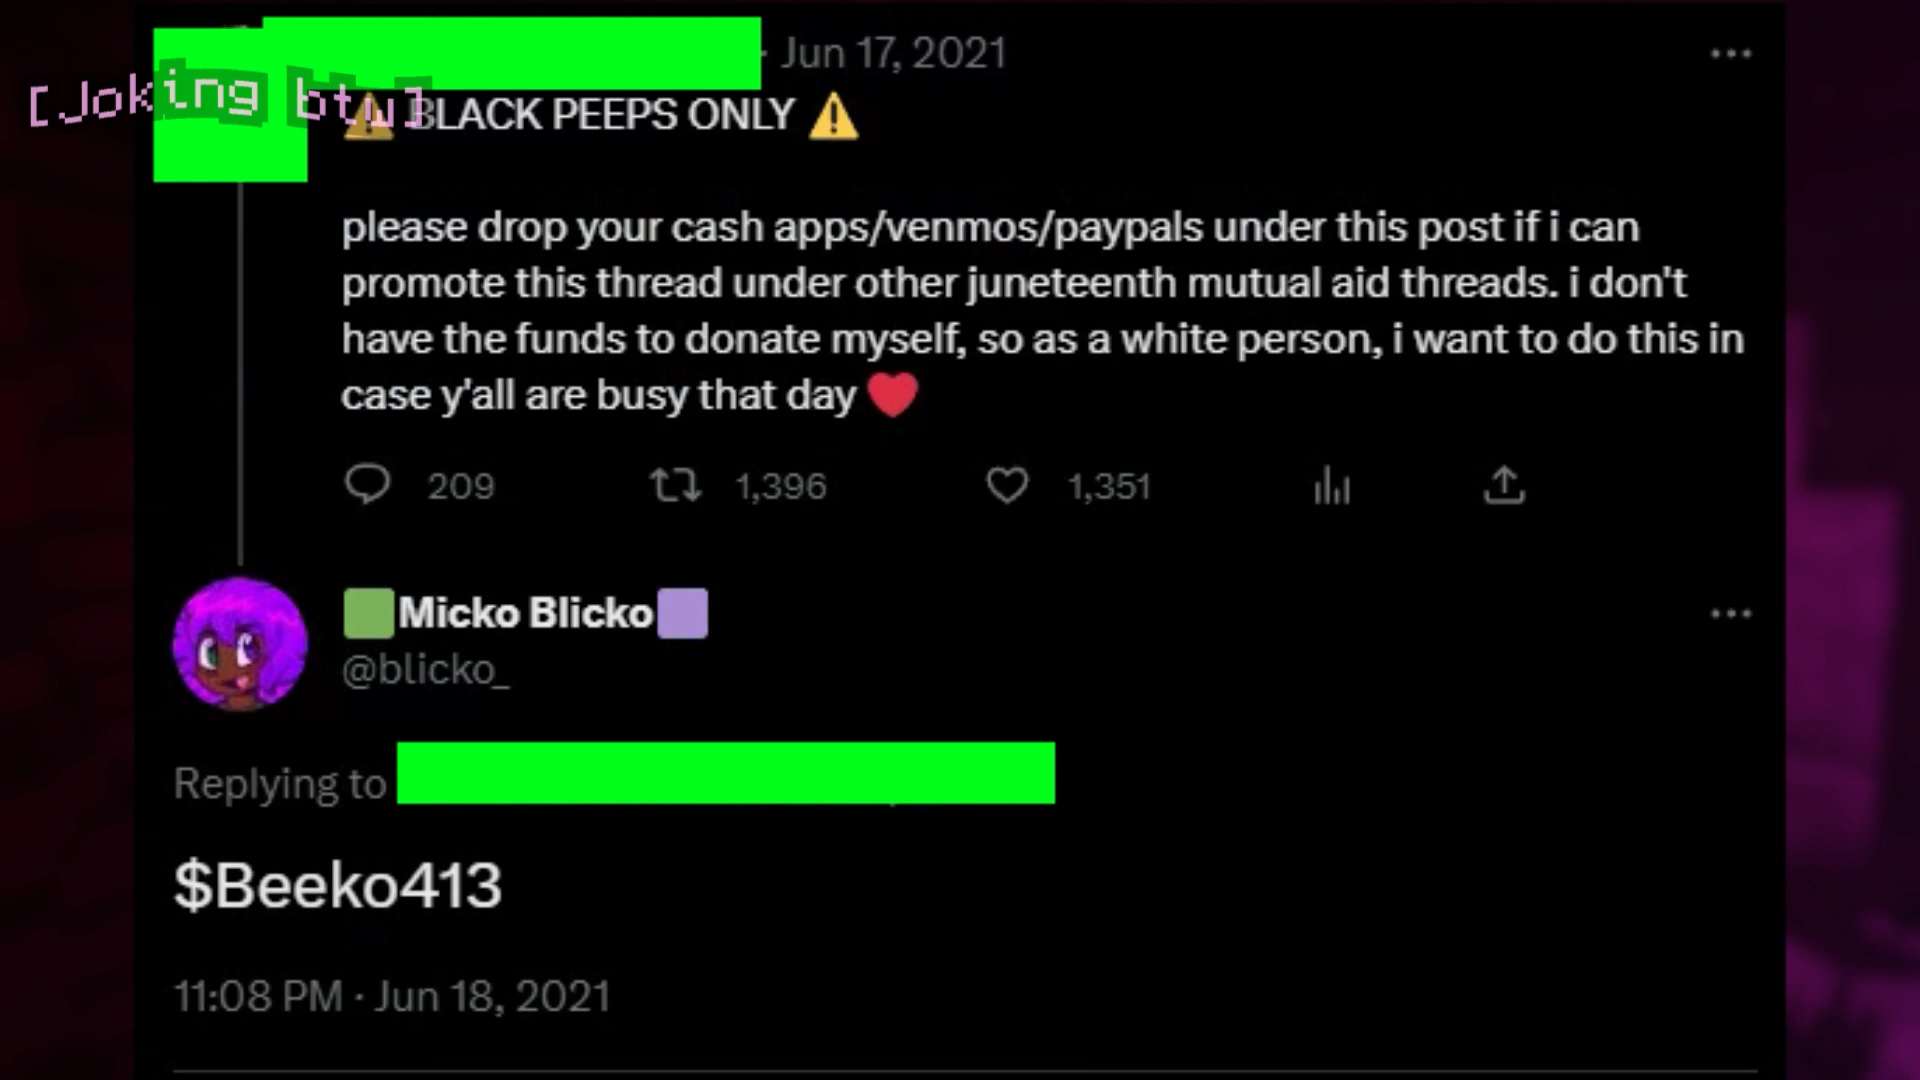 · Jun 17, 2021
[Joking btw]
BLACK PEEPS ONLY
please drop your cash apps/venmos/paypals under this post if i can
promote this thread under other juneteenth mutual aid threads. i don't
have the funds to donate myself, so as a white person, i want to do this in
case y'all are busy that day
209 1,396 1,351
Micko Blicko
@blicko_
Replying to
$Beeko413
11:08 PM · Jun 18, 2021